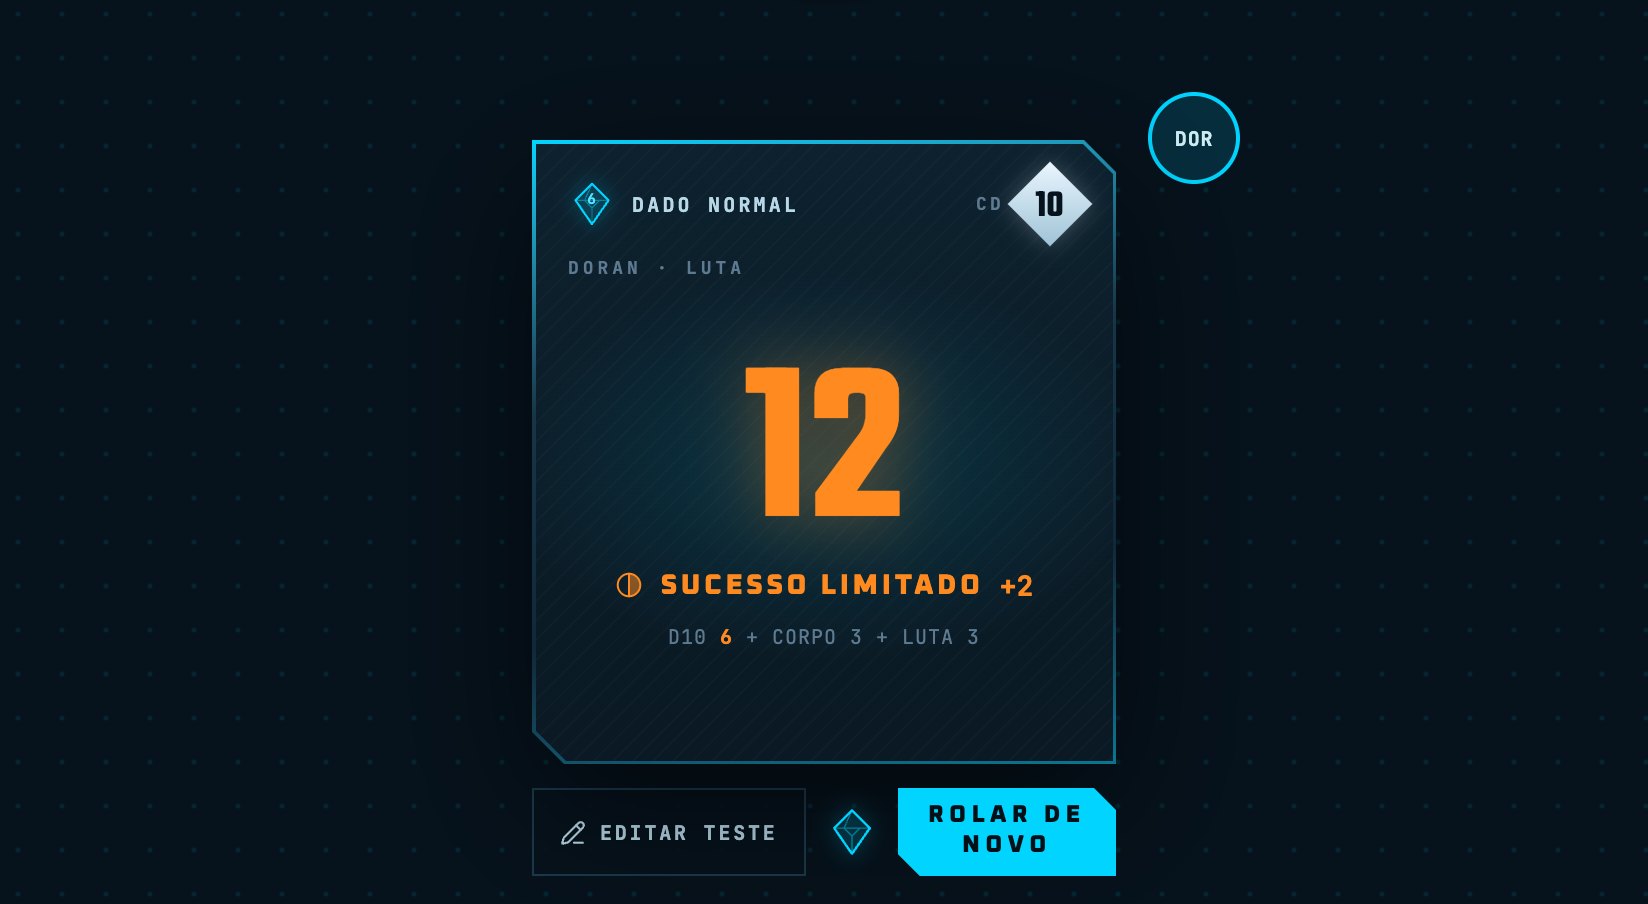 DOR
6 DADO NORMAL
CD 10
DORAN · LUTA
12
SUCESSO LIMITADO +2
D10 6 + CORPO 3 + LUTA 3
EDITAR TESTE
ROLAR DE
NOVO